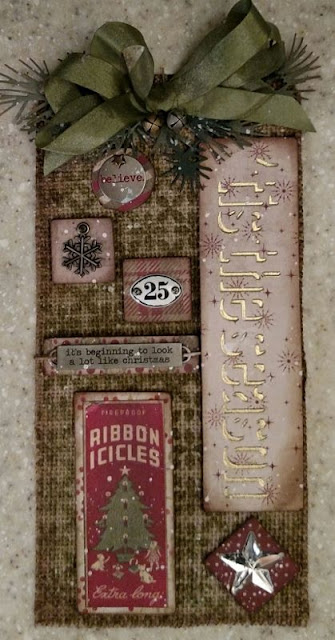 believe
25
it's beginning to look
a lot like christmas
'tis the season
FIREPROOF
RIBBON
ICICLES
Extra long